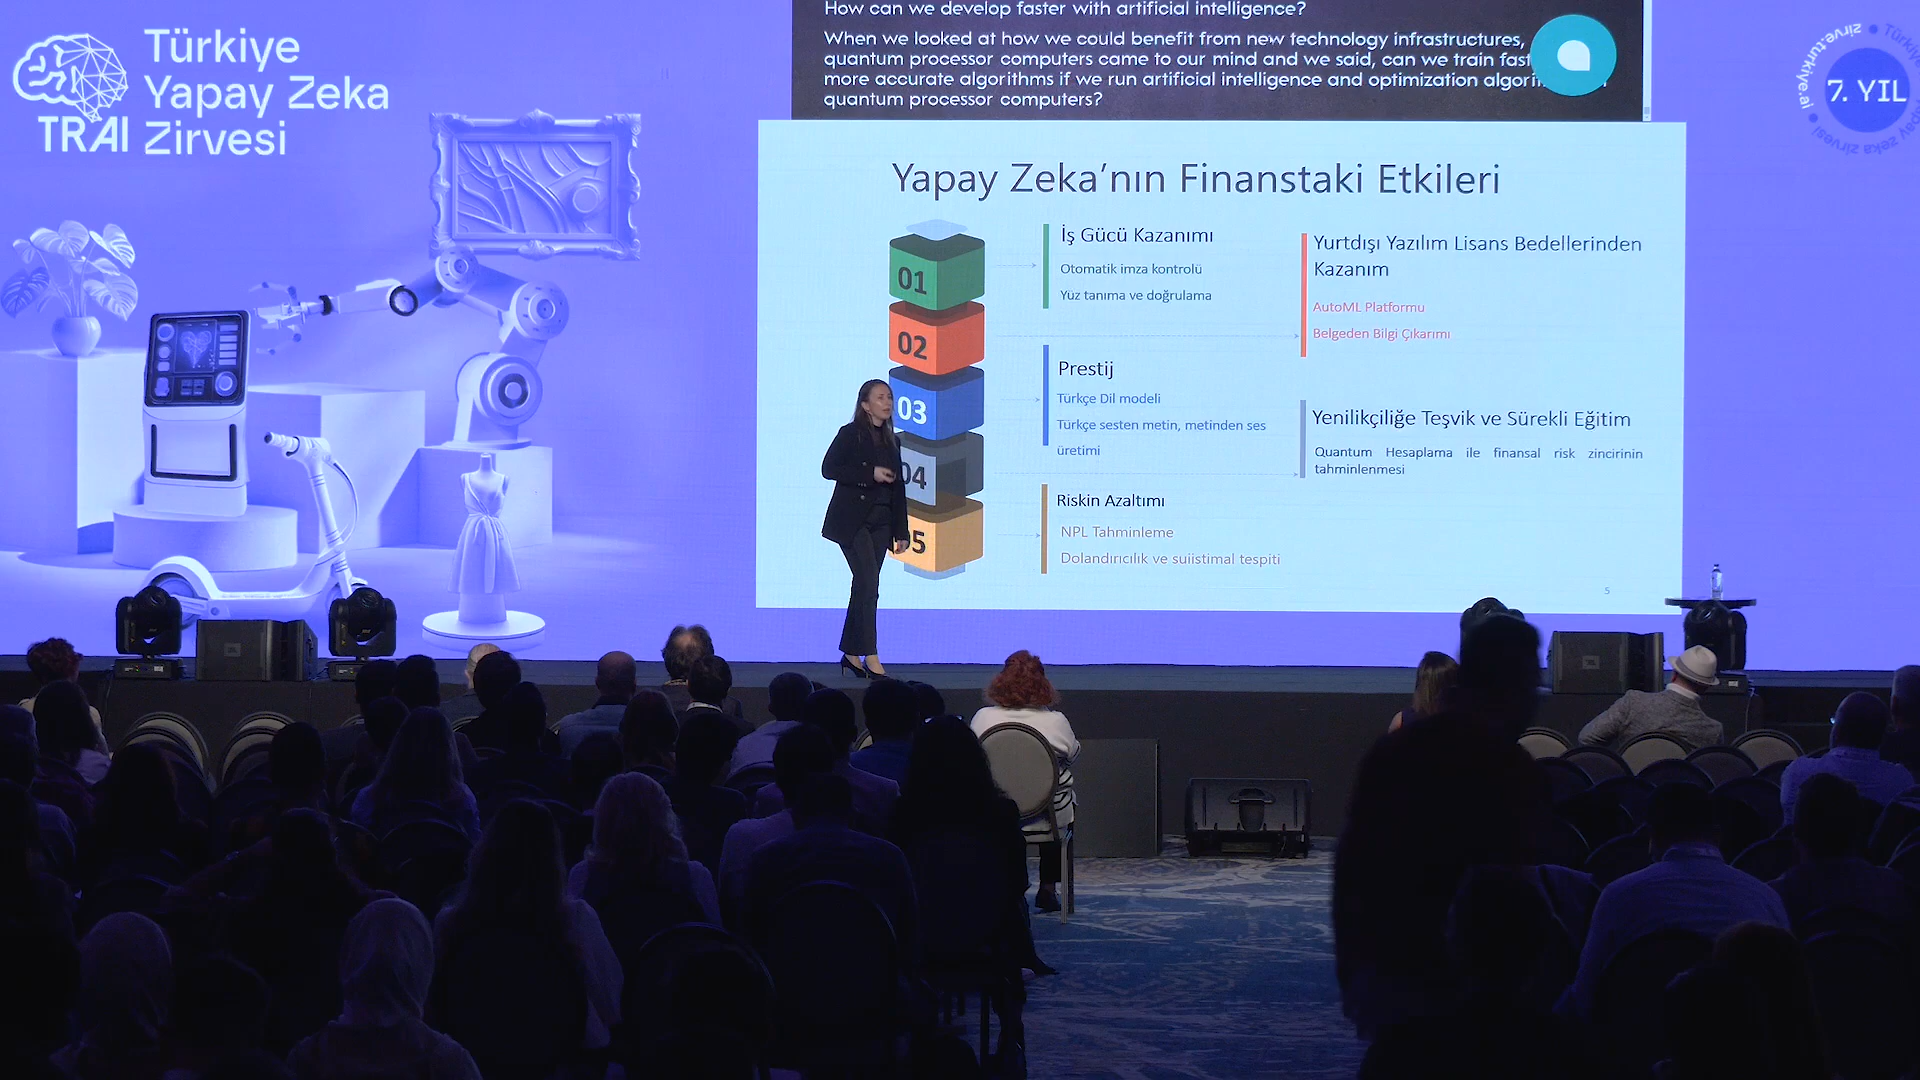 Türkiye
Yapay Zeka
TRAI Zirvesi
How can we develop faster with artificial intelligence?
When we looked at how we could benefit from new technology infrastructures,
quantum processor computers came to our mind and we said, can we train
more accurate algorithms if we run artificial intelligence and optimization
quantum processor computers?
7. YIL
zirve.turkiye.ai
Yapay Zeka'nın Finanstaki Etkileri
01
İş Gücü Kazanımı
Otomatik imza kontrolü
Yüz tanıma ve doğrulama
02
Yurtdışı Yazılım Lisans Bedellerinden
Kazanım
AutoML Platformu
Belgeden Bilgi Çıkarımı
03
Prestij
Türkçe Dil modeli
Türkçe sesten metin, metinden ses
üretimi
04
Yenilikçiliğe Teşvik ve Sürekli Eğitim
Quantum Hesaplama ile finansal risk zincirinin
tahminlenmesi
05
Riskin Azaltımı
NPL Tahminleme
Dolandırıcılık ve suiistimal tespiti
5